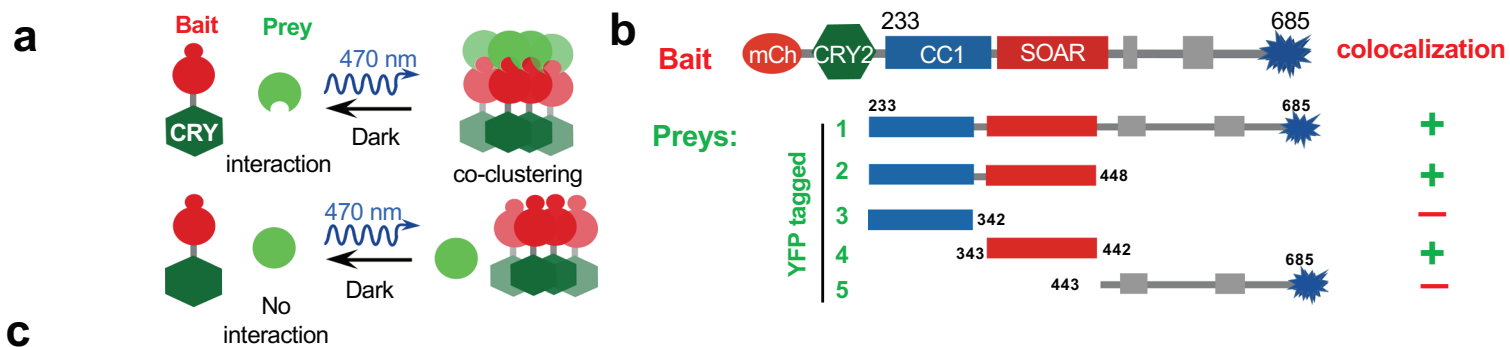 a
Bait
Prey
470 nm
CRY
Dark
interaction
co-clustering
470 nm
Dark
No
interaction
c
b
233
685
Bait
mCh
CRY2
CC1
SOAR
colocalization
Preys:
YFP tagged
233
685
1
+
2
448
+
3
342
−
4
343
442
+
5
443
685
−